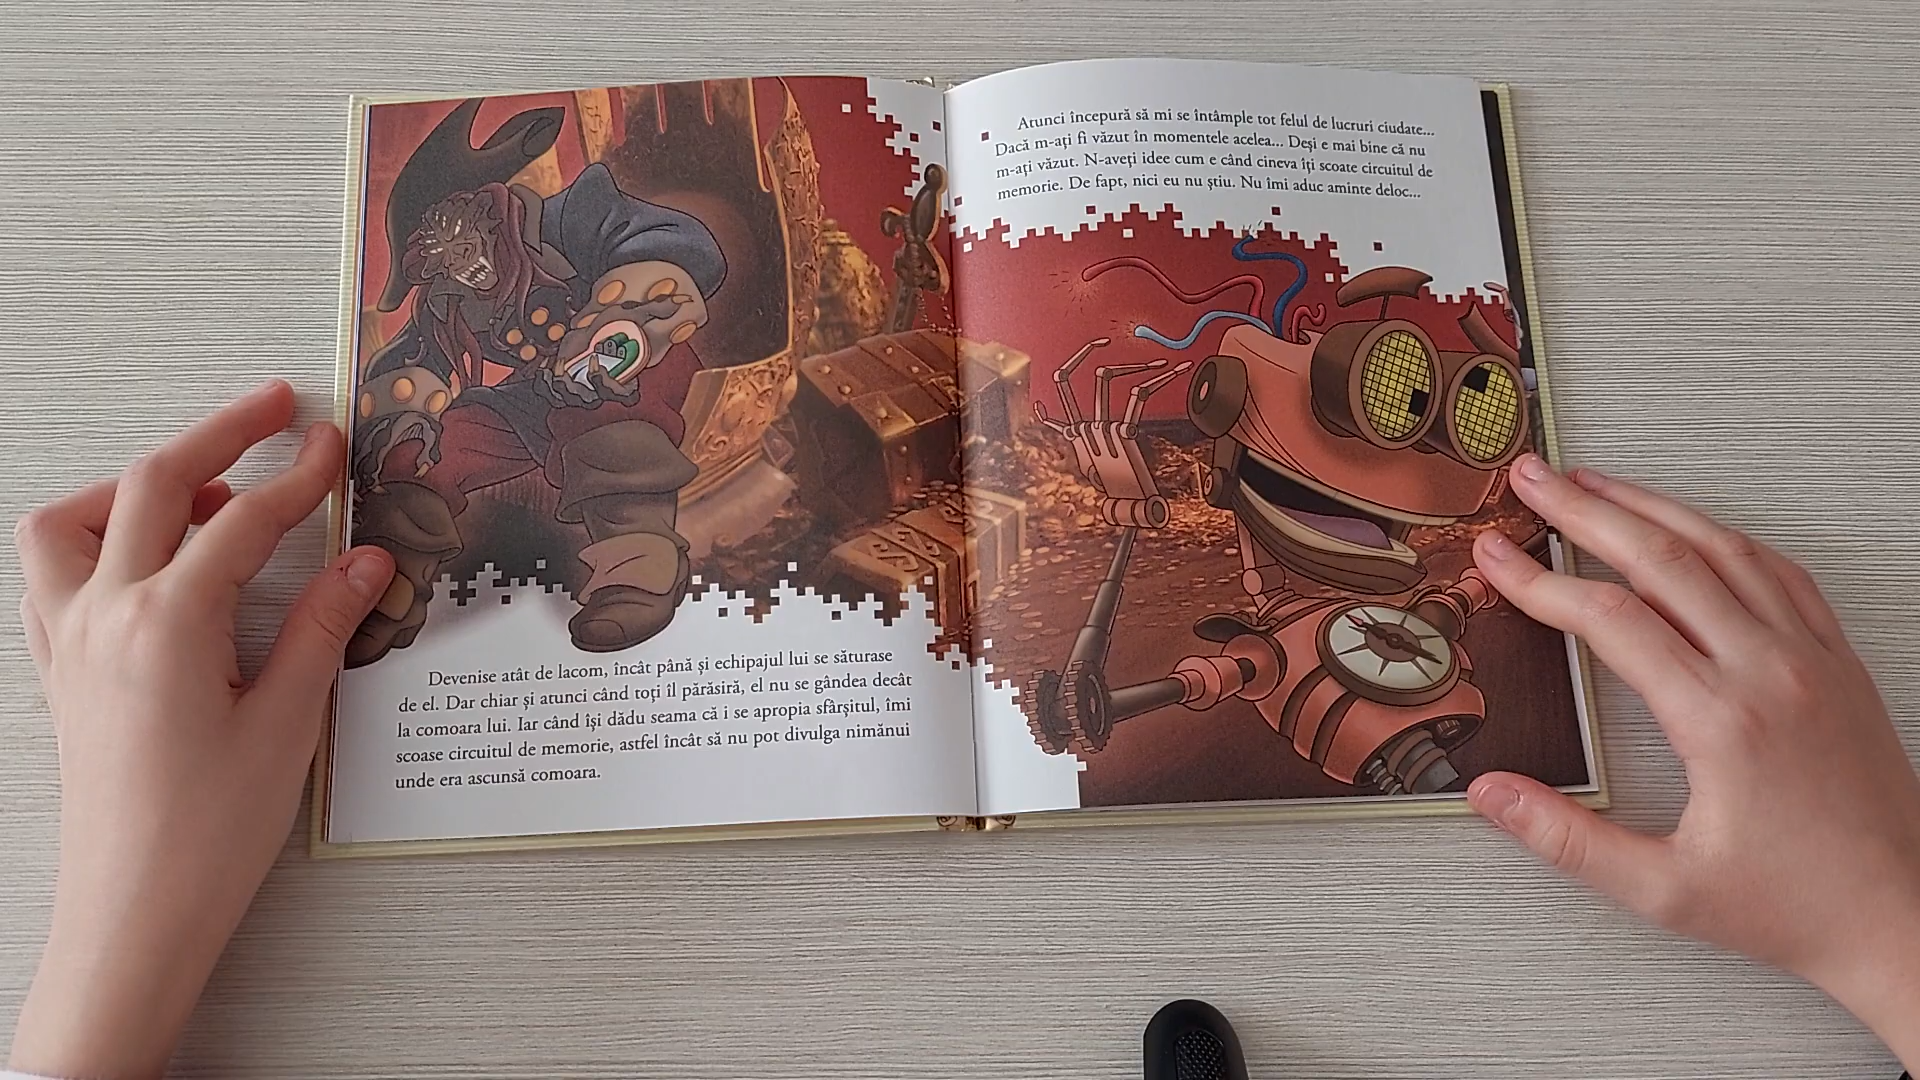 Devenise atât de lacom, încât până și echipajul lui se săturase
de el. Dar chiar și atunci când toți îl părăsiră, el nu se gândea decât
la comoara lui. Iar când își dădu seama că i se apropia sfârșitul, îmi
scoase circuitul de memorie, astfel încât să nu pot divulga nimănui
unde era ascunsă comoara.
Atunci începură să mi se întâmple tot felul de lucruri ciudate...
Dacă m-ați fi văzut în momentele acelea... Deși e mai bine că nu
m-ați văzut. N-aveți idee cum e când cineva îți scoate circuitul de
memorie. De fapt, nici eu nu știu. Nu îmi aduc aminte deloc...